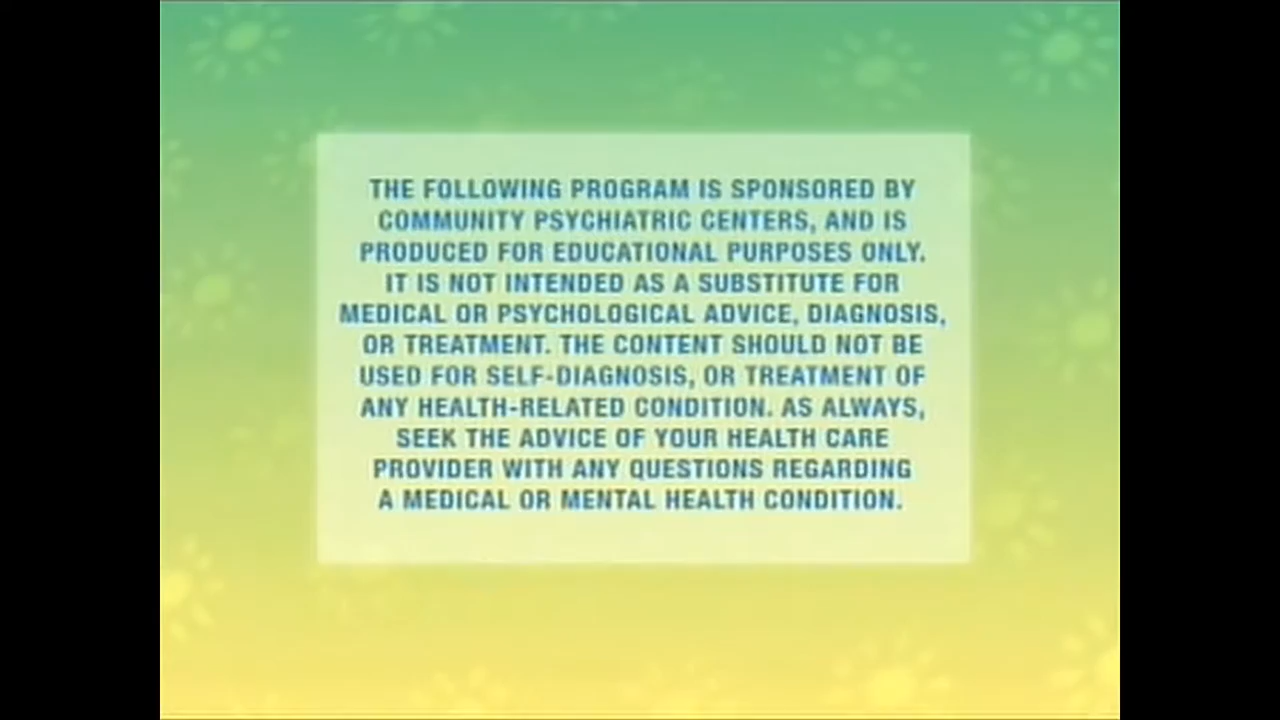 THE FOLLOWING PROGRAM IS SPONSORED BY
COMMUNITY PSYCHIATRIC CENTERS, AND IS
PRODUCED FOR EDUCATIONAL PURPOSES ONLY.
IT IS NOT INTENDED AS A SUBSTITUTE FOR
MEDICAL OR PSYCHOLOGICAL ADVICE, DIAGNOSIS,
OR TREATMENT. THE CONTENT SHOULD NOT BE
USED FOR SELF-DIAGNOSIS, OR TREATMENT OF
ANY HEALTH-RELATED CONDITION. AS ALWAYS,
SEEK THE ADVICE OF YOUR HEALTH CARE
PROVIDER WITH ANY QUESTIONS REGARDING
A MEDICAL OR MENTAL HEALTH CONDITION.